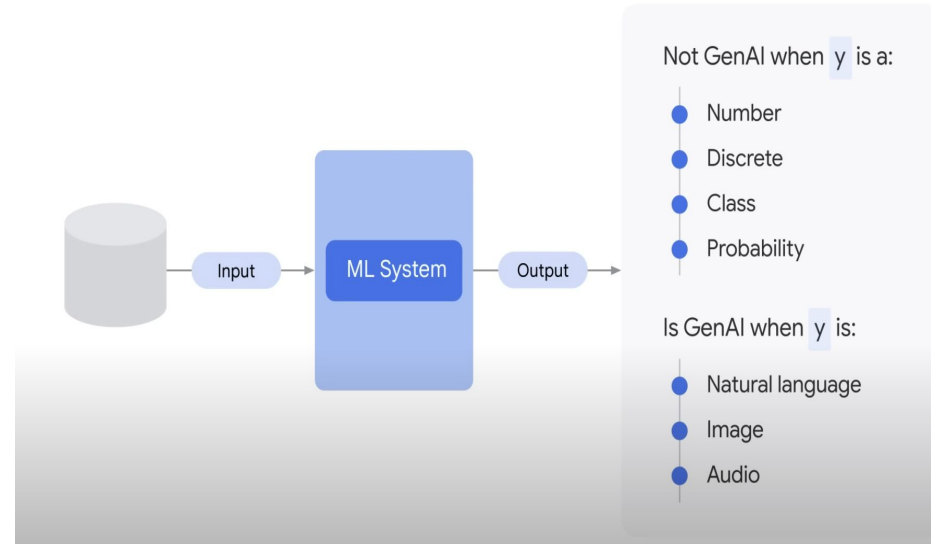 Not GenAI when y is a:
Number
Discrete
Class
Probability
Input
ML System
Output
Is GenAI when y is:
Natural language
Image
Audio